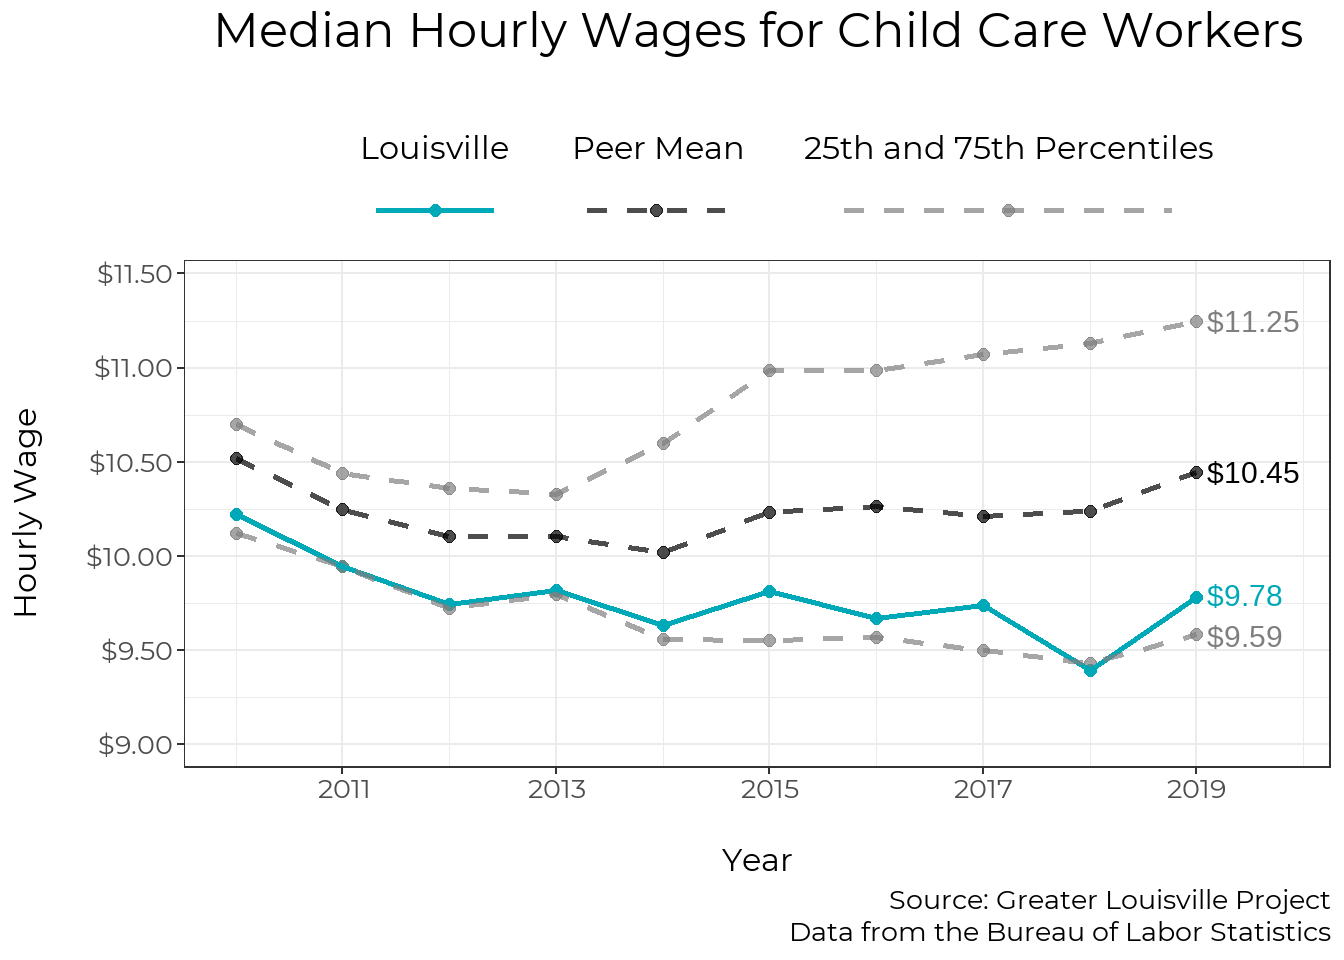 Median Hourly Wages for Child Care Workers
Louisville Peer Mean 25th and 75th Percentiles
Hourly Wage
$11.50
$11.00
$10.50
$10.00
$9.50
$9.00
$11.25
$10.45
$9.78
$9.59
2011 2013 2015 2017 2019
Year
Source: Greater Louisville Project
Data from the Bureau of Labor Statistics